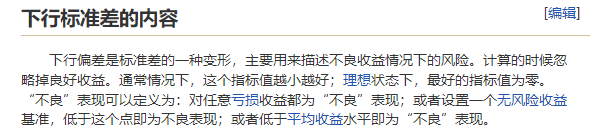 下行标准差的内容
[编辑]
下行偏差是标准差的一种变形，主要用来描述不良收益情况下的风险。计算的时候忽
略掉良好收益。通常情况下，这个指标值越小越好；理想状态下，最好的指标值为零。
“不良”表现可以定义为：对任意亏损收益都为“不良”表现；或者设置一个无风险收益
基准，低于这个点即为不良表现；或者低于平均收益水平即为“不良”表现。